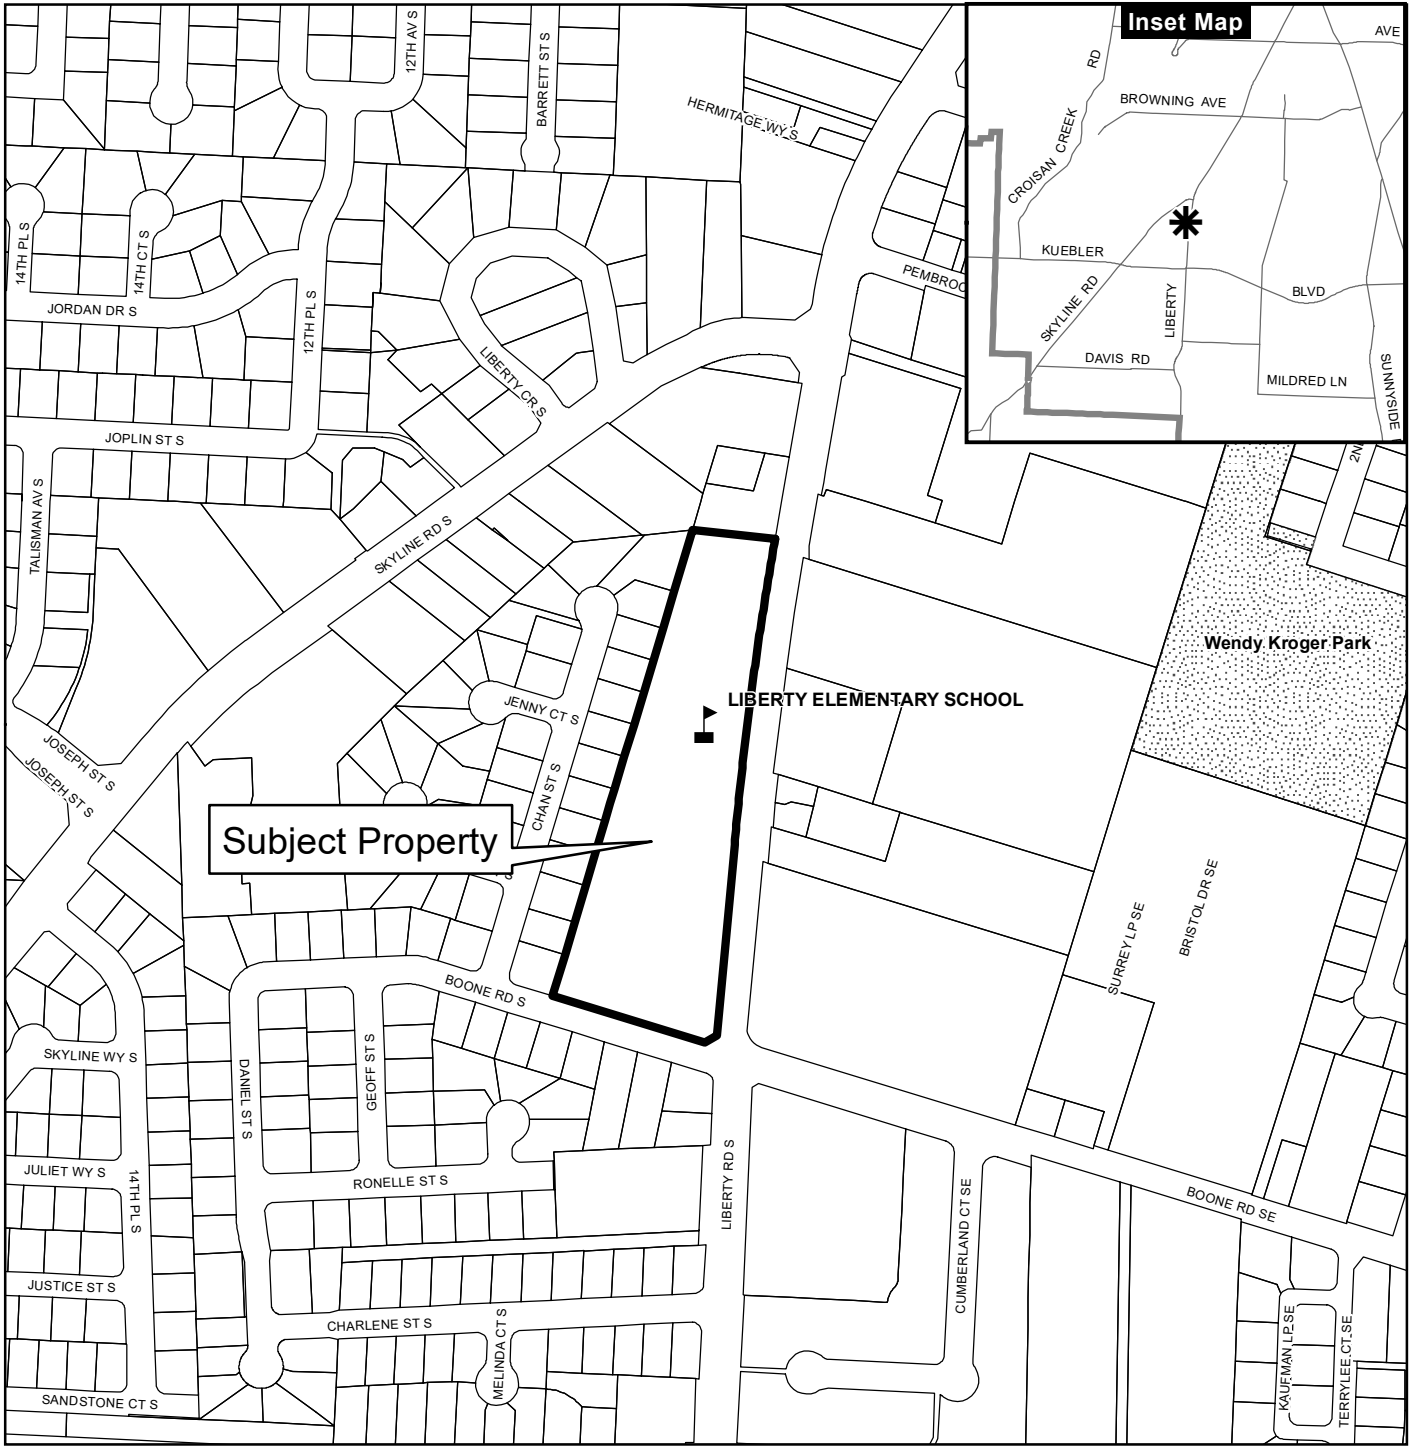 Inset Map
AVE
RD
BROWNING AVE
CROISAN CREEK
KUEBLER
BLVD
SKYLINE RD
LIBERTY
DAVIS RD
MILDRED LN
SUNNYSIDE
12TH AV S
BARRETT ST S
HERMITAGE WY S
14TH PL S
14TH CT S
JORDAN DR S
12TH PL S
PEMBROO
LIBERTY CR S
JOPLIN ST S
TALISMAN AV S
SKYLINE RD S
2N
Wendy Kroger Park
LIBERTY ELEMENTARY SCHOOL
JENNY CT S
JOSEPH ST S
JOSEPH ST S
CHAN ST S
Subject Property
S
BRISTOL DR SE
SURREY LP SE
BOONE RD S
SKYLINE WY S
DANIEL ST S
GEOFF ST S
JULIET WY S
14TH PL S
RONELLE ST S
LIBERTY RD S
CUMBERLAND CT SE
BOONE RD SE
JUSTICE ST S
CHARLENE ST S
MELINDA CT S
KAUFMAN LP SE
TERRYLEE CT SE
SANDSTONE CT S